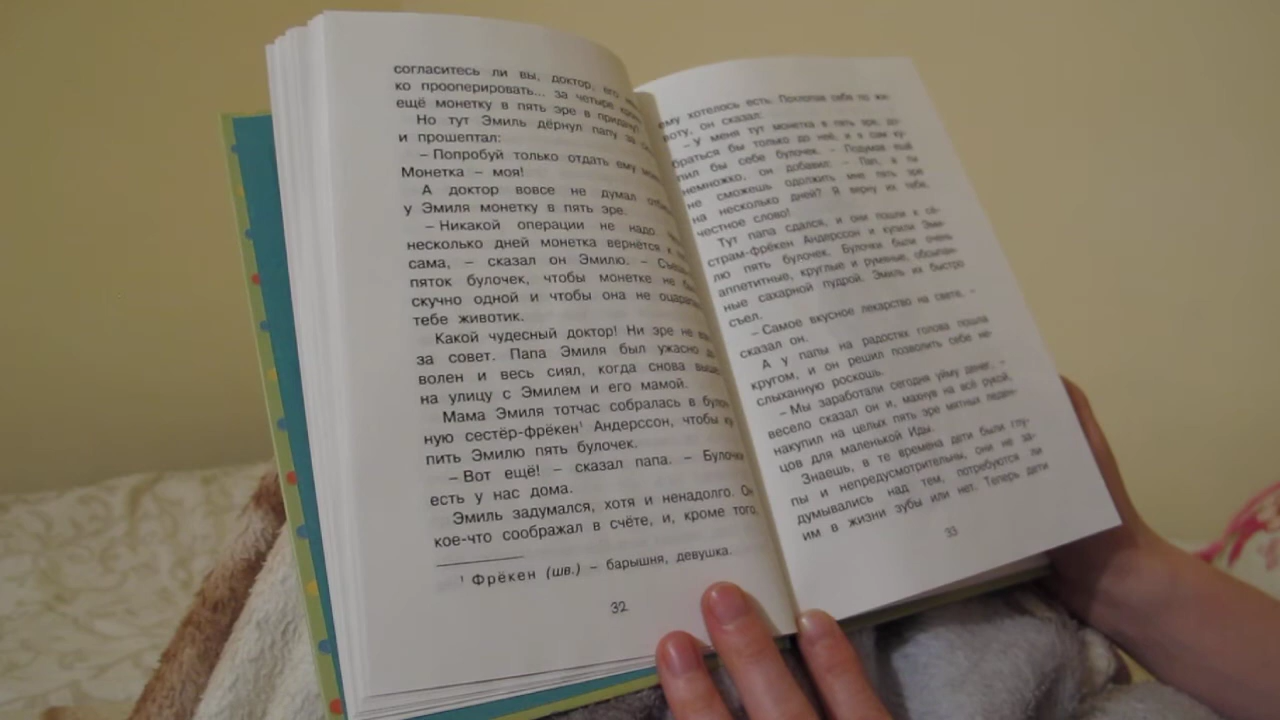 согласитесь ли вы, доктор, его
ко прооперировать... за четыре
ещё монетку в пять эре в придачу
Но тут Эмиль дёрнул папу за
и прошептал:
– Попробуй только отдать ему
Монетка – моя!
А доктор вовсе не думал
у Эмиля монетку в пять эре.
– Никакой операции не надо
несколько дней монетка вернётся к
сама, – сказал он Эмилю. –
пяток булочек, чтобы монетке не
скучно одной и чтобы она не
тебе животик.
Какой чудесный доктор! Ни эре не
за совет. Папа Эмиля был ужасно
волен и весь сиял, когда снова
на улицу с Эмилем и его мамой.
Мама Эмиля тотчас собралась в
ную сестёр-фрёкен¹ Андерссон, чтобы ку
пить Эмилю пять булочек.
– Вот ещё! – сказал папа. – Булочки
есть у нас дома.
Эмиль задумался, хотя и ненадолго. Он
кое-что соображал в счёте, и, кроме того,
¹ Фрёкен (шв.) – барышня, девушка.
32
ему хотелось есть. Похлопав себя по жи-
воту, он сказал:
– У меня тут монетка в пять эре, до-
браться бы только до неё, и я сам ку-
пил бы себе булочек. – Подумав ещё
немножко, он добавил: – Пап, а ты
не сможешь одолжить мне пять эре
на несколько дней? Я верну их тебе,
честное слово!
Тут папа сдался, и они пошли к сё-
страм-фрёкен Андерссон и купили Эми-
лю пять булочек. Булочки были очень
аппетитные, круглые и румяные, обсыпан-
ные сахарной пудрой. Эмиль их быстро
съел.
– Самое вкусное лекарство на свете, –
сказал он.
А у папы на радостях голова пошла
кругом, и он решил позволить себе не-
слыханную роскошь.
– Мы заработали сегодня уйму денег, –
весело сказал он и, махнув на всё рукой,
накупил на целых пять эре мятных леден-
цов для маленькой Иды.
Знаешь, в те времена дети были глу-
пы и непредусмотрительны, они не за-
думывались над тем, потребуются ли
им в жизни зубы или нет. Теперь дети
33